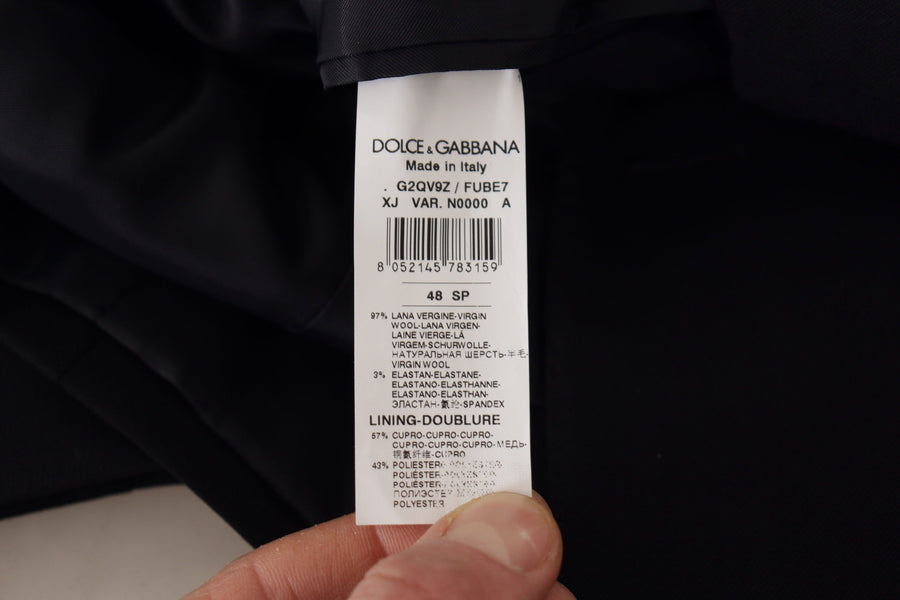 DOLCE & GABBANA
Made in Italy
. G2QV9Z / FUBE7
XJ VAR. N0000 A
8 052145 783159
48 SP
97% LANA VERGINE-VIRGIN
WOOL-LANA VIRGEN-
LAINE VIERGE-LÀ
VIRGEM-SCHURWOLLE-
НАТУРАЛЬНАЯ ШЕРСТЬ-羊毛-
VIRGIN WOOL
3% ELASTAN-ELASTANE-
ELASTANO-ELASTHANNE-
ELASTANO-ELASTHAN-
ЭЛАСТАН-氨纶-SPANDEX
LINING-DOUBLURE
57% CUPRO-CUPRO-CUPRO-
CUPRO-CUPRO-CUPRO-МЕДЬ-
铜氨纤维-CUPRO
43% POLIESTERE-
POLIÉSTER-
POLIÉSTER-
ПОЛИЭСТЕР
POLYESTER